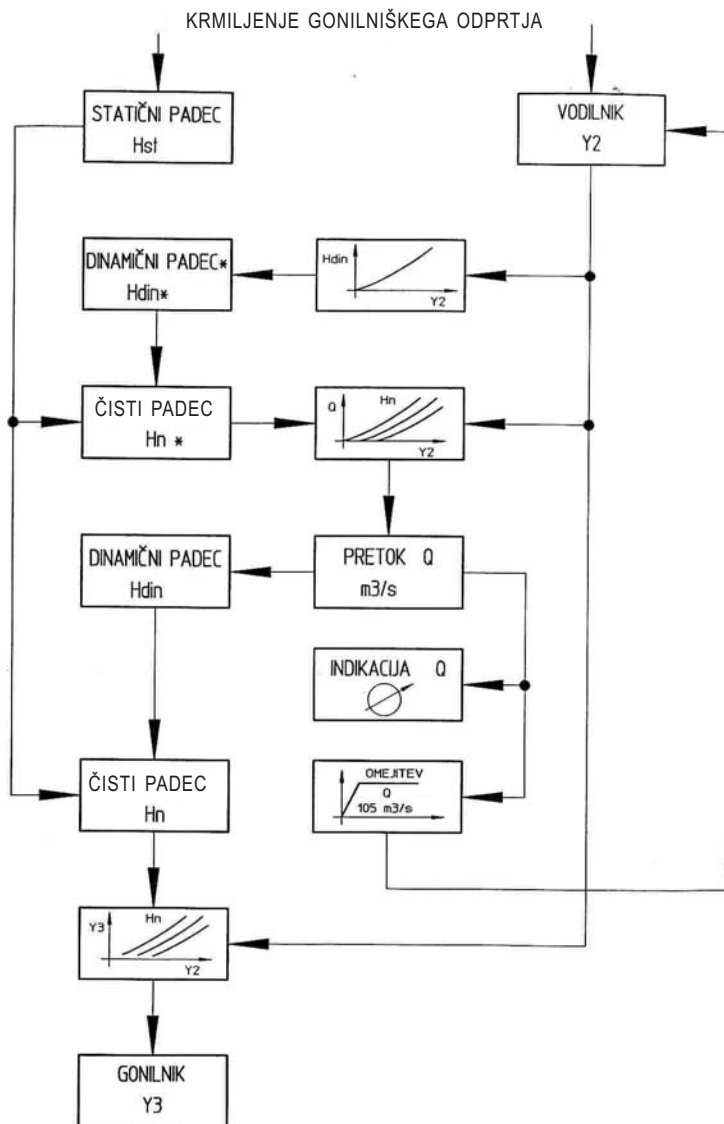 KRMILJENJE GONILNIŠKEGA ODPRTJA
STATIČNI PADEC
Hst
VODILNIK
Y2
DINAMIČNI PADEC*
Hdin*
Hdin
Y2
ČISTI PADEC
Hn *
Q
Hn
Y2
DINAMIČNI PADEC
Hdin
PRETOK Q
m3/s
INDIKACIJA Q
ČISTI PADEC
Hn
OMEJITEV
Q
105 m3/s
Y3
Hn
Y2
GONILNIK
Y3